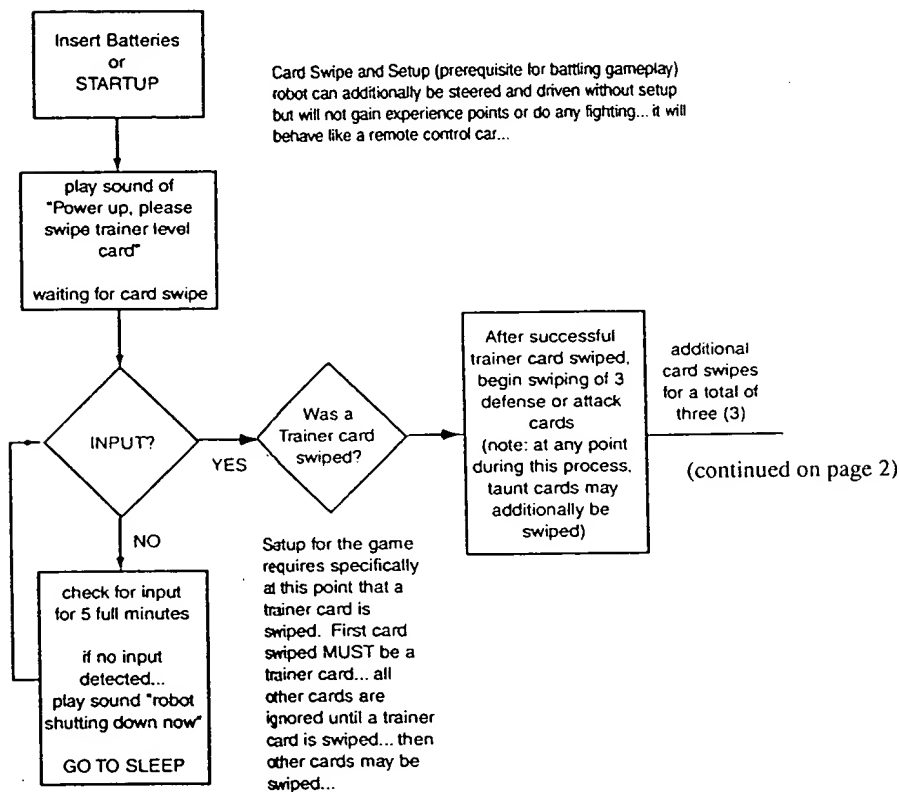 Insert Batteries
or
STARTUP
Card Swipe and Setup (prerequisite for battling gameplay)
robot can additionally be steered and driven without setup
but will not gain experience points or do any fighting... it will
behave like a remote control car...
play sound of
"Power up, please
swipe trainer level
card"
waiting for card swipe
INPUT?
YES
NO
Was a
Trainer card
swiped?
After successful
trainer card swiped,
begin swiping of 3
defense or attack
cards
(note: at any point
during this process,
taunt cards may
additionally be
swiped)
additional
card swipes
for a total of
three (3)
(continued on page 2)
check for input
for 5 full minutes
if no input
detected...
play sound "robot
shutting down now"
GO TO SLEEP
Satup for the game
requires specifically
at this point that a
trainer card is
swiped. First card
swiped MUST be a
trainer card... all
other cards are
ignored until a trainer
card is swiped... then
other cards may be
swiped...